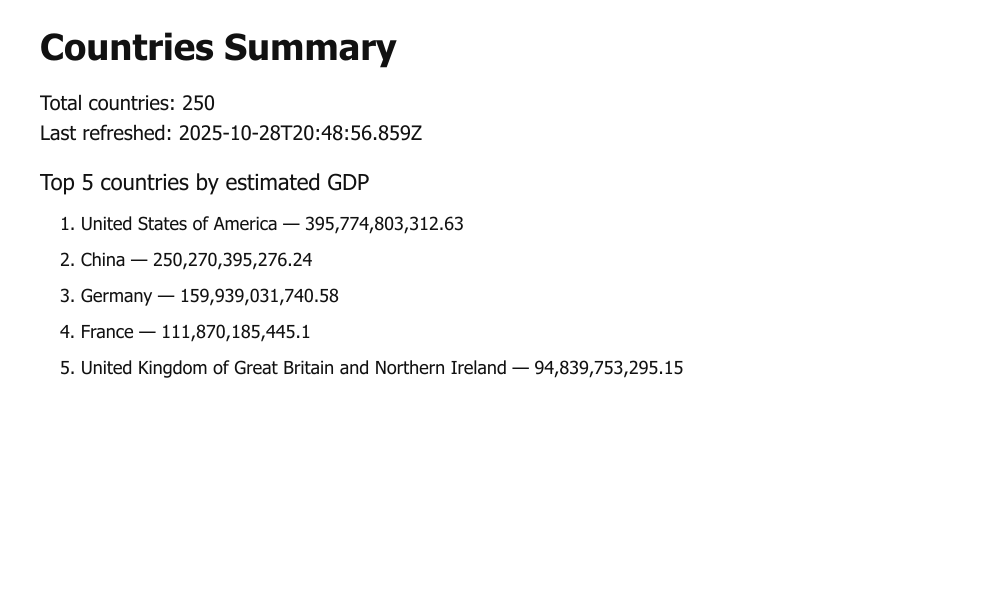 Countries Summary
Total countries: 250
Last refreshed: 2025-10-28T20:48:56.859Z
Top 5 countries by estimated GDP
1. United States of America — 395,774,803,312.63
2. China — 250,270,395,276.24
3. Germany — 159,939,031,740.58
4. France — 111,870,185,445.1
5. United Kingdom of Great Britain and Northern Ireland — 94,839,753,295.15